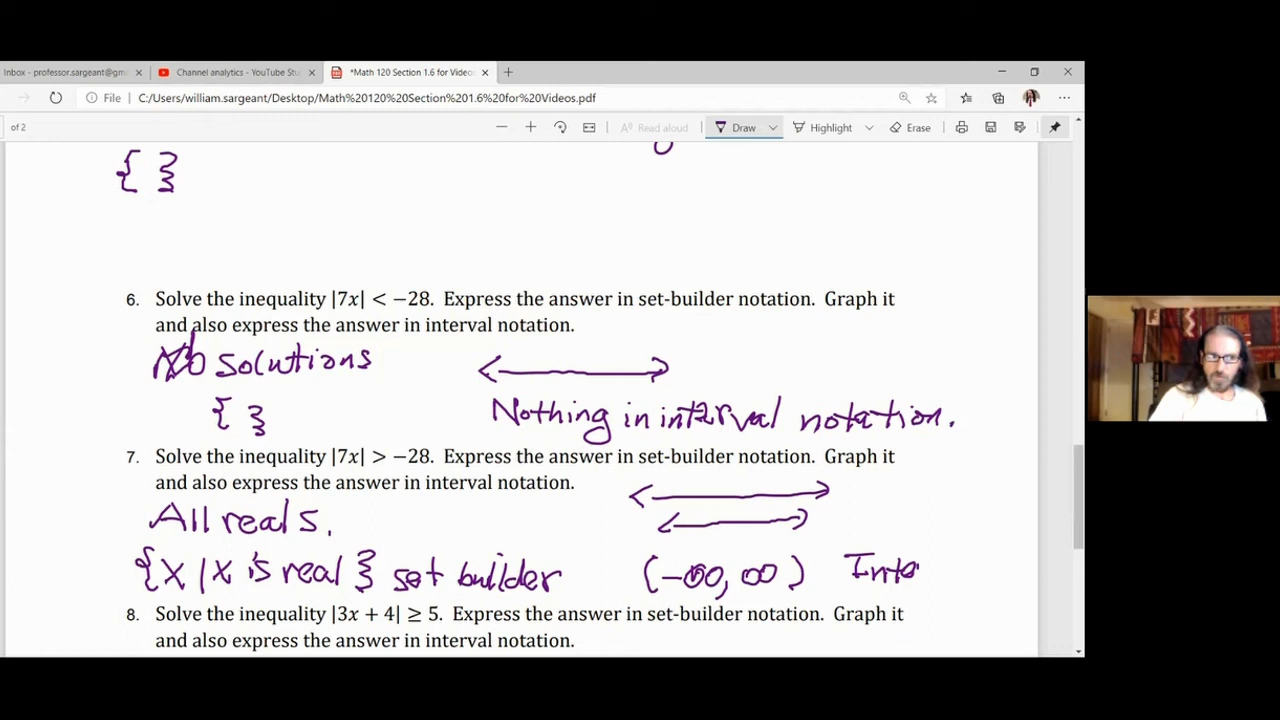 Inbox - professor.sargeant@gm
Channel analytics - YouTube Stu
*Math 120 Section 1.6 for Video
File
C:/Users/william.sargeant/Desktop/Math%20120%20Section%201.6%20for%20Videos.pdf
of 2
Read aloud
Draw
Highlight
Erase
{ }
6. Solve the inequality |7x| < −28. Express the answer in set-builder notation. Graph it
and also express the answer in interval notation.
No solutions
{ }
Nothing in interval notation.
7. Solve the inequality |7x| > −28. Express the answer in set-builder notation. Graph it
and also express the answer in interval notation.
All reals.
{X | X is real} set builder
(-∞, ∞) Inte
8. Solve the inequality |3x + 4| ≥ 5. Express the answer in set-builder notation. Graph it
and also express the answer in interval notation.